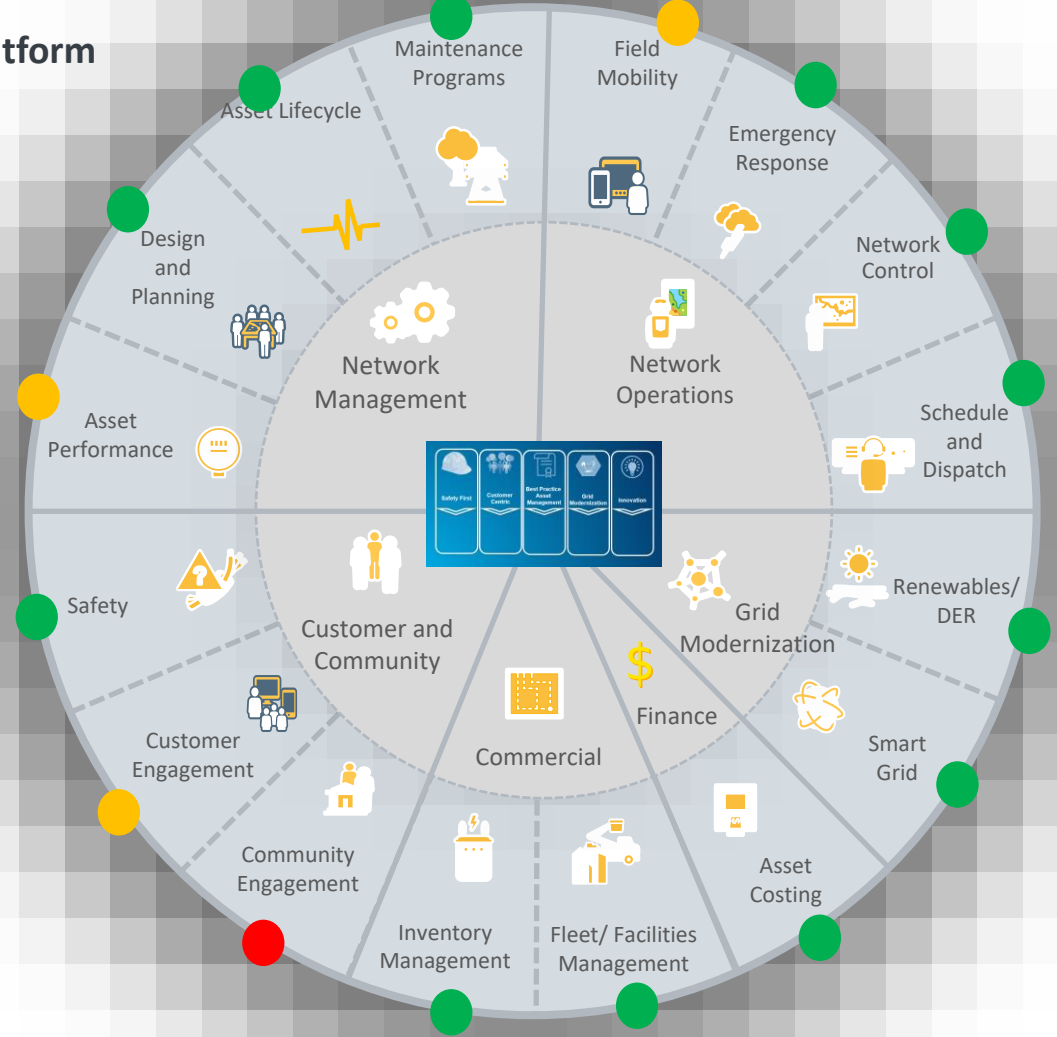 tform
Maintenance
Programs
Field
Mobility
Asset Lifecycle
Emergency
Response
Design
and
Planning
Network
Control
Network
Management
Network
Operations
Asset
Performance
Schedule
and
Dispatch
Safety First
Customer
Centric
Best Practice
Asset
Management
Grid
Modernization
Innovation
Safety
Renewables/
DER
Customer and
Community
Grid
Modernization
$
Finance
Commercial
Customer
Engagement
Smart
Grid
Community
Engagement
Asset
Costing
Inventory
Management
Fleet/ Facilities
Management